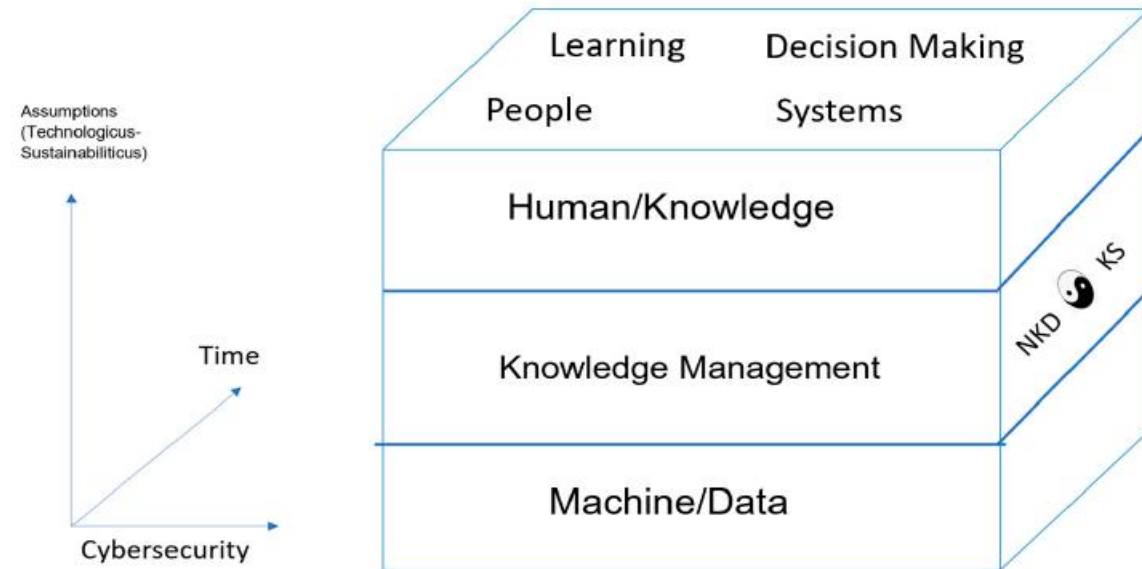 Learning Decision Making
People Systems
Assumptions
(Technologicus-
Sustainabiliticus)
Human/Knowledge
NKD KS
Time
Knowledge Management
Machine/Data
Cybersecurity